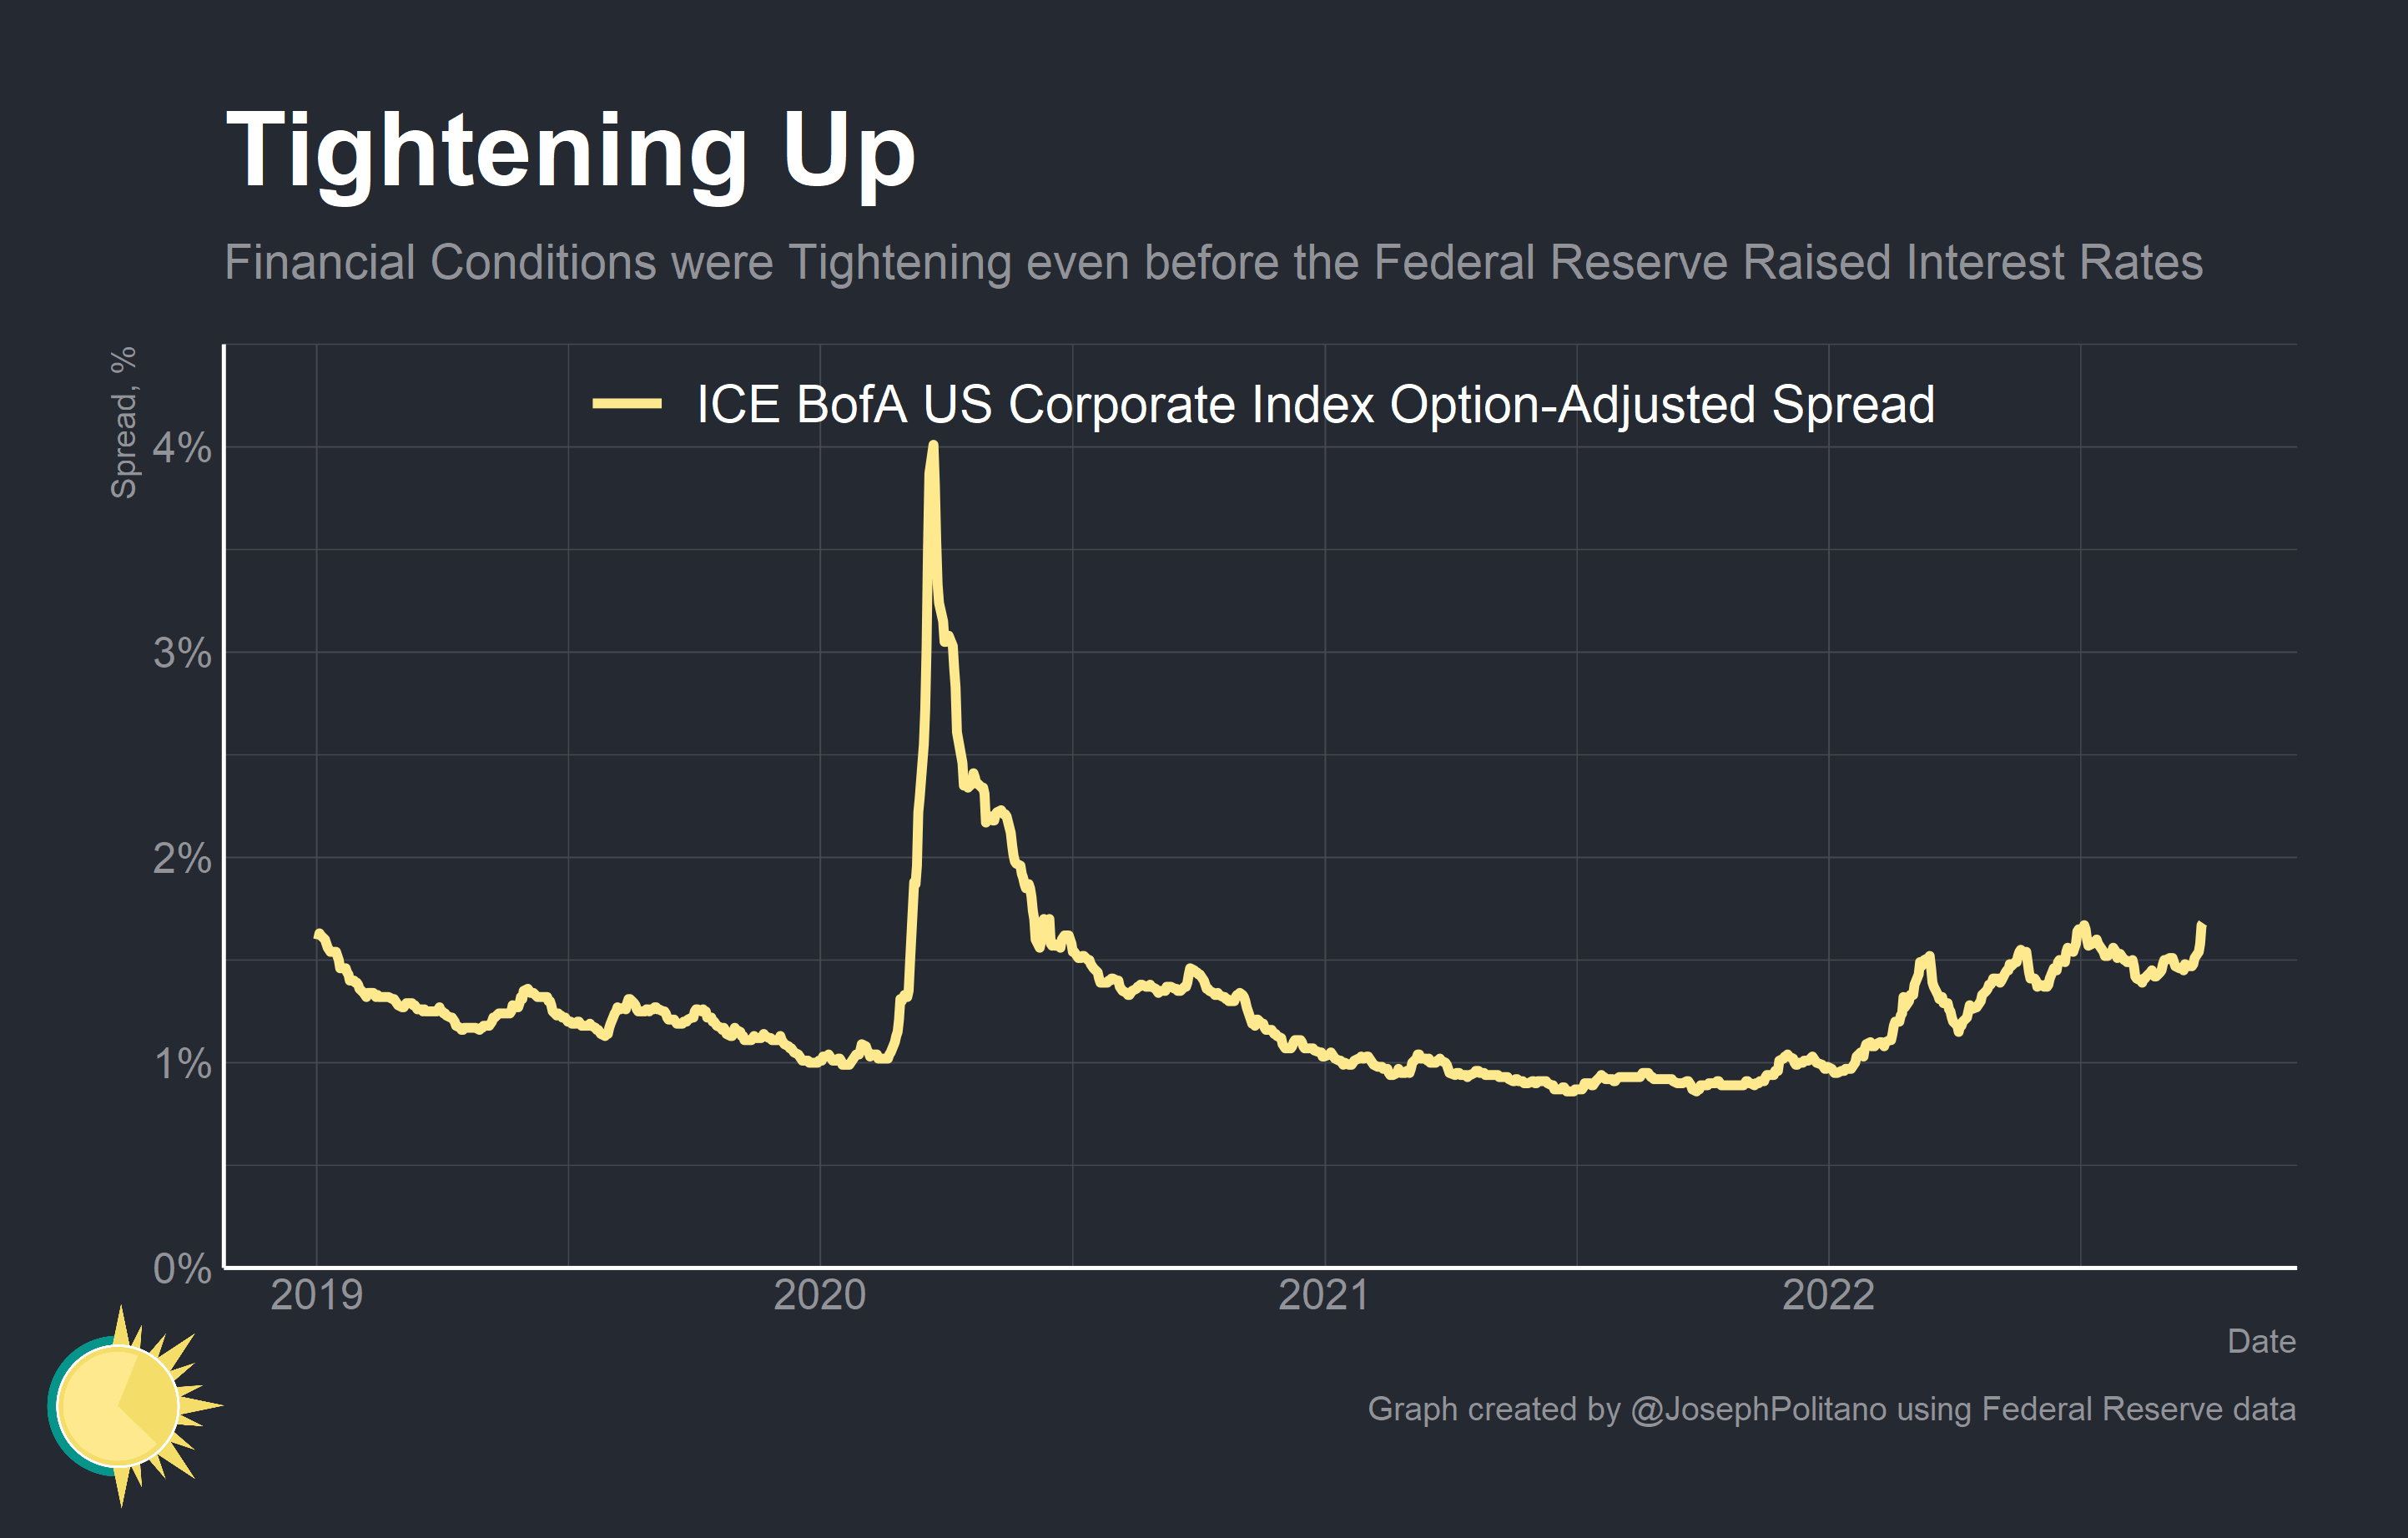 Tightening Up
Financial Conditions were Tightening even before the Federal Reserve Raised Interest Rates
Spread, %
ICE BofA US Corporate Index Option-Adjusted Spread
4%
3%
2%
1%
0%
2019 2020 2021 2022
Date
Graph created by @JosephPolitano using Federal Reserve data